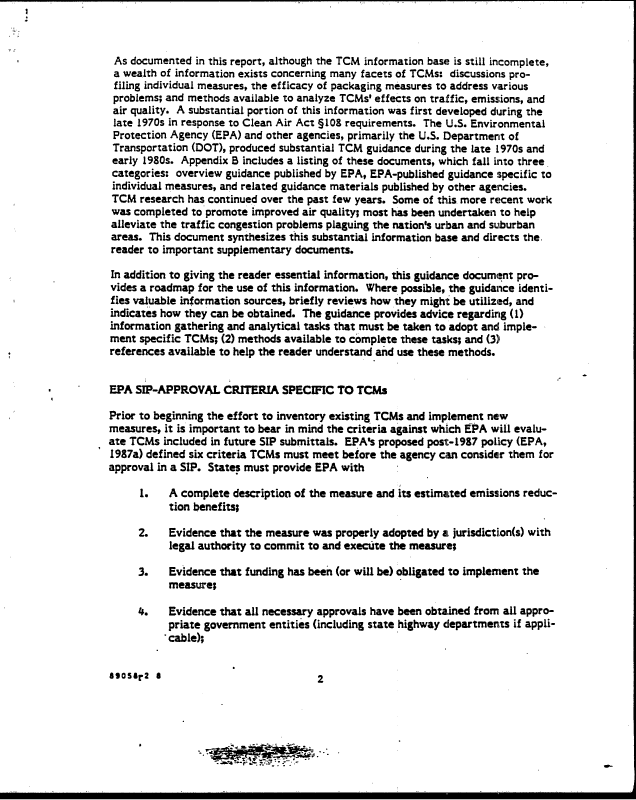 As documented in this report, although the TCM information base is still incomplete,
a wealth of information exists concerning many facets of TCMs: discussions pro-
filing individual measures, the efficacy of packaging measures to address various
problems; and methods available to analyze TCMs' effects on traffic, emissions, and
air quality. A substantial portion of this information was first developed during the
late 1970s in response to Clean Air Act §108 requirements. The U.S. Environmental
Protection Agency (EPA) and other agencies, primarily the U.S. Department of
Transportation (DOT), produced substantial TCM guidance during the late 1970s and
early 1980s. Appendix B includes a listing of these documents, which fall into three
categories: overview guidance published by EPA, EPA-published guidance specific to
individual measures, and related guidance materials published by other agencies.
TCM research has continued over the past few years. Some of this more recent work
was completed to promote improved air quality; most has been undertaken to help
alleviate the traffic congestion problems plaguing the nation's urban and suburban
areas. This document synthesizes this substantial information base and directs the
reader to important supplementary documents.
In addition to giving the reader essential information, this guidance document pro-
vides a roadmap for the use of this information. Where possible, the guidance identi-
fies valuable information sources, briefly reviews how they might be utilized, and
indicates how they can be obtained. The guidance provides advice regarding (1)
information gathering and analytical tasks that must be taken to adopt and imple-
ment specific TCMs; (2) methods available to complete these tasks; and (3)
references available to help the reader understand and use these methods.
EPA SIP-APPROVAL CRITERIA SPECIFIC TO TCMs
Prior to beginning the effort to inventory existing TCMs and implement new
measures, it is important to bear in mind the criteria against which EPA will evalu-
ate TCMs included in future SIP submittals. EPA's proposed post-1987 policy (EPA,
1987a) defined six criteria TCMs must meet before the agency can consider them for
approval in a SIP. States must provide EPA with
1. A complete description of the measure and its estimated emissions reduc-
tion benefits;
2. Evidence that the measure was properly adopted by a jurisdiction(s) with
legal authority to commit to and execute the measure;
3. Evidence that funding has been (or will be) obligated to implement the
measure;
4. Evidence that all necessary approvals have been obtained from all appro-
priate government entities (including state highway departments if appli-
cable);
89058r2 8
2